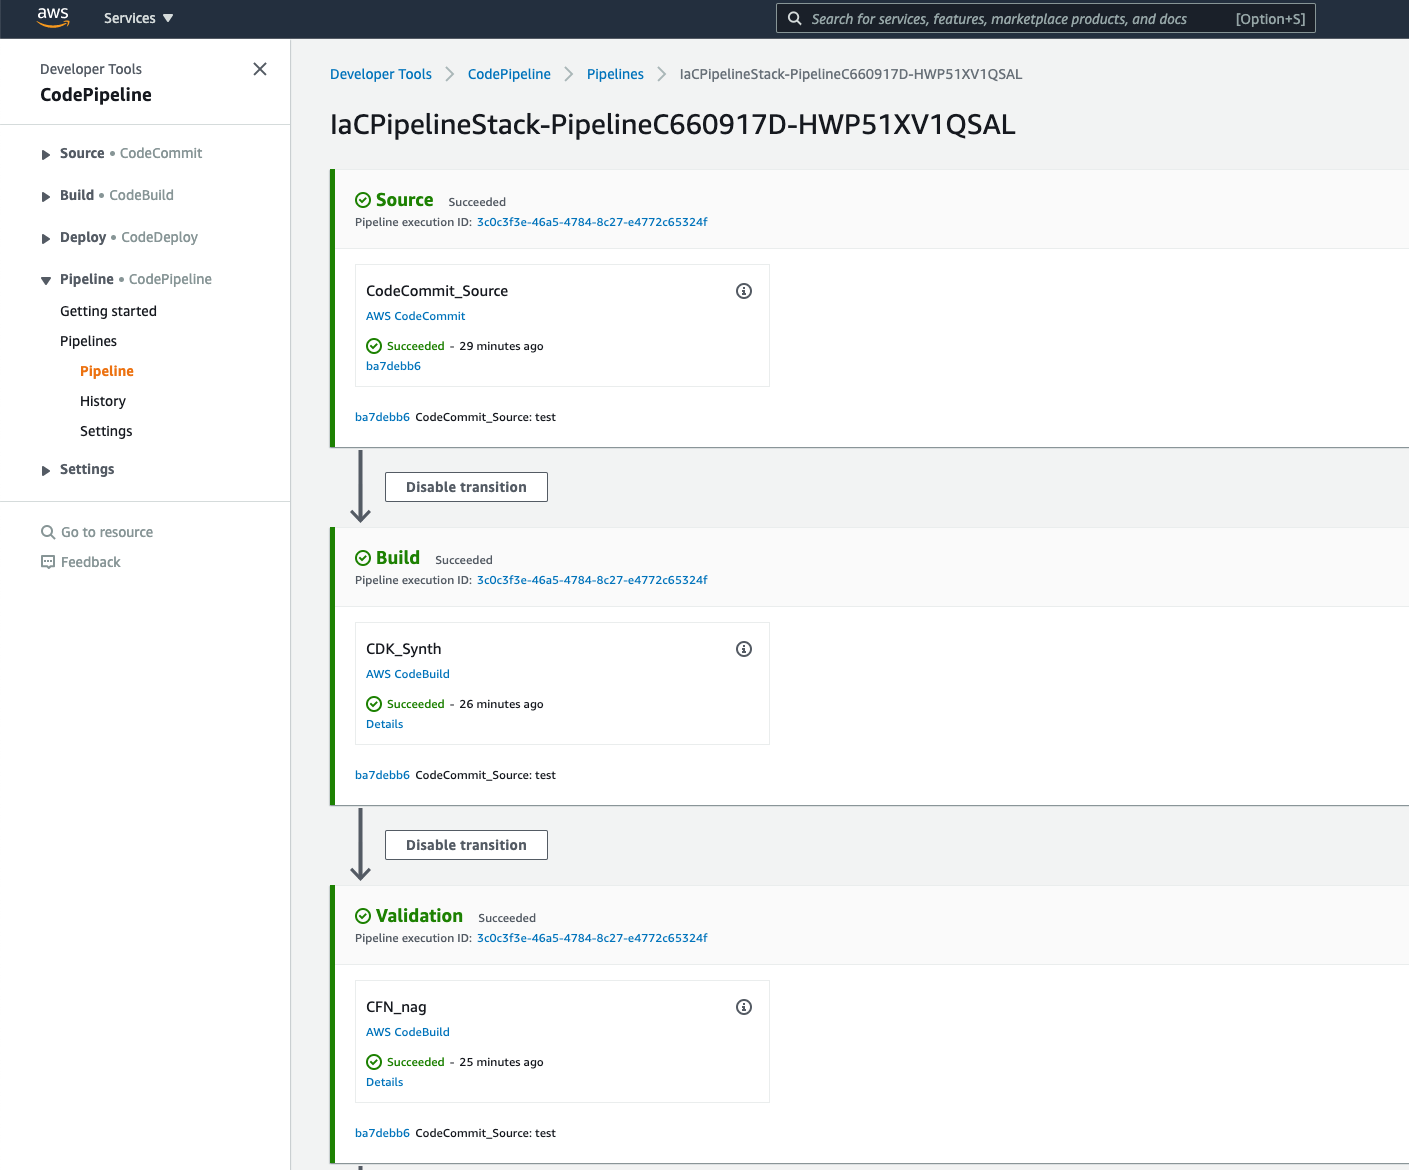 aws
Services
Search for services, features, marketplace products, and docs [Option+S]
Developer Tools
CodePipeline
Source • CodeCommit
Build • CodeBuild
Deploy • CodeDeploy
Pipeline • CodePipeline
Getting started
Pipelines
Pipeline
History
Settings
Settings
Go to resource
Feedback
Developer Tools CodePipeline Pipelines IaCPipelineStack-PipelineC660917D-HWP51XV1QSAL
IaCPipelineStack-PipelineC660917D-HWP51XV1QSAL
Source Succeeded
Pipeline execution ID: 3c0c3f3e-46a5-4784-8c27-e4772c65324f
CodeCommit_Source
AWS CodeCommit
Succeeded - 29 minutes ago
ba7debb6
ba7debb6 CodeCommit_Source: test
Disable transition
Build Succeeded
Pipeline execution ID: 3c0c3f3e-46a5-4784-8c27-e4772c65324f
CDK_Synth
AWS CodeBuild
Succeeded - 26 minutes ago
Details
ba7debb6 CodeCommit_Source: test
Disable transition
Validation Succeeded
Pipeline execution ID: 3c0c3f3e-46a5-4784-8c27-e4772c65324f
CFN_nag
AWS CodeBuild
Succeeded - 25 minutes ago
Details
ba7debb6 CodeCommit_Source: test